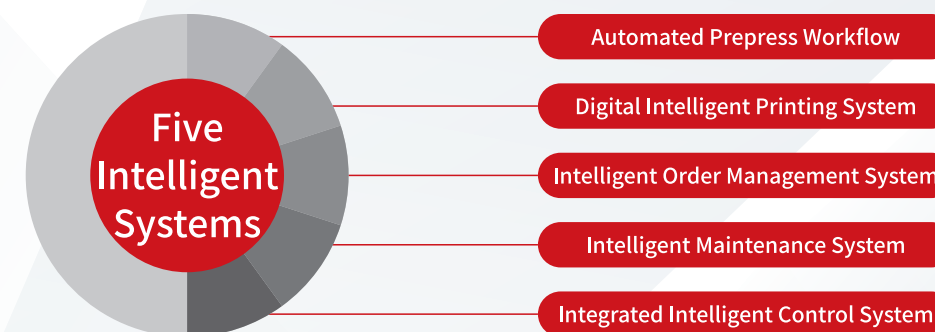 Five
Intelligent
Systems
Automated Prepress Workflow
Digital Intelligent Printing System
Intelligent Order Management System
Intelligent Maintenance System
Integrated Intelligent Control System